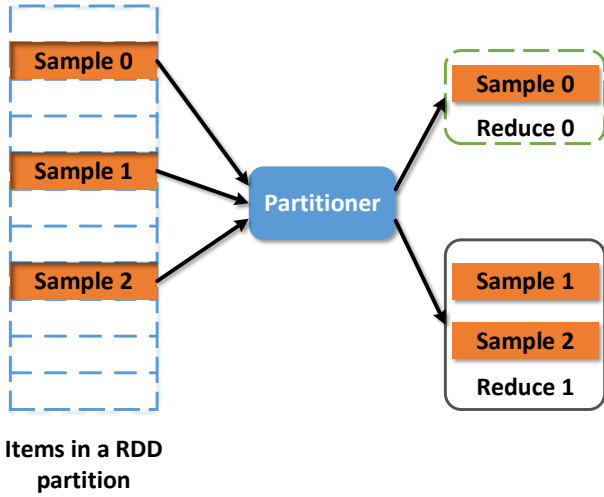 Sample 0
Sample 1
Sample 2
Items in a RDD
partition
Partitioner
Sample 0
Reduce 0
Sample 1
Sample 2
Reduce 1